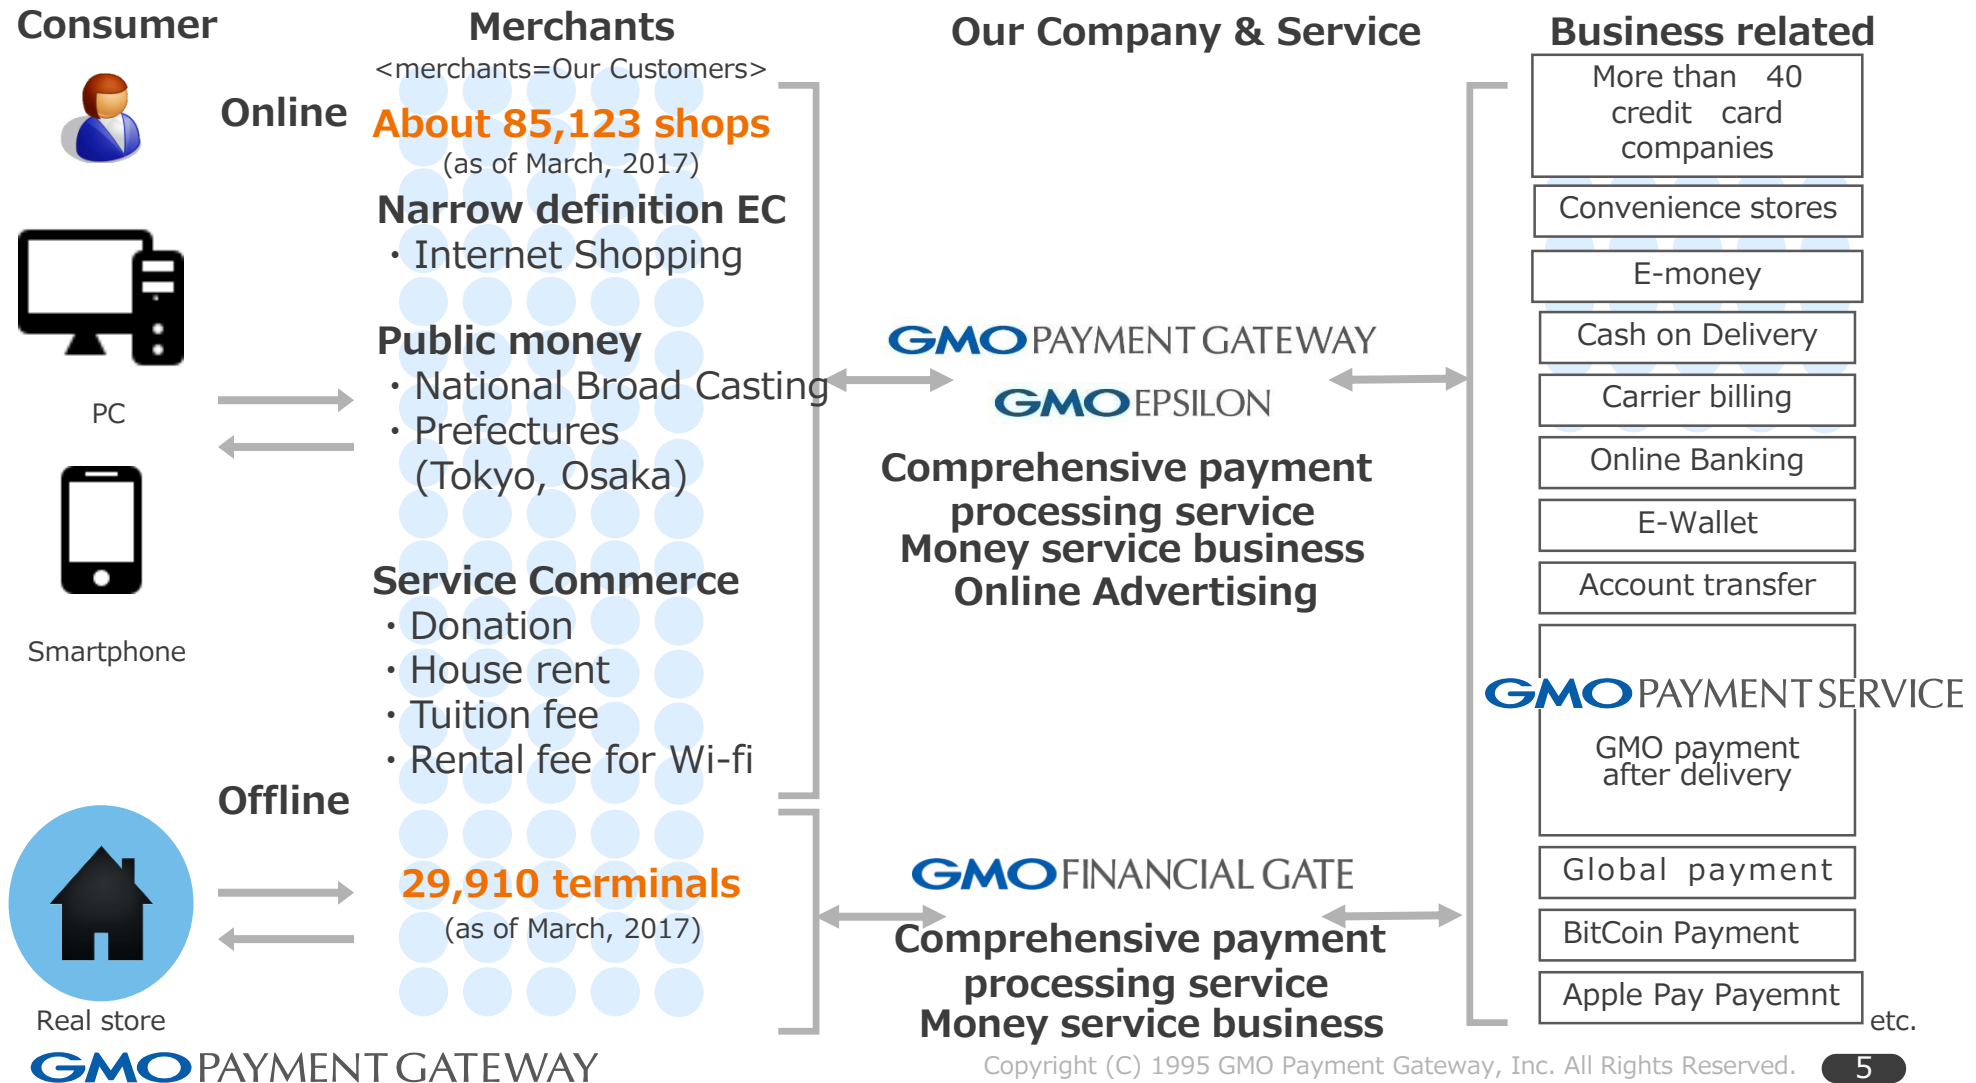 Consumer
Online
PC
Smartphone
Offline
Real store
Merchants
<merchants=Our Customers>
About 85,123 shops
(as of March, 2017)
Narrow definition EC
・Internet Shopping
Public money
・National Broad Casting
・Prefectures
(Tokyo, Osaka)
Service Commerce
・Donation
・House rent
・Tuition fee
・Rental fee for Wi-fi
29,910 terminals
(as of March, 2017)
Our Company & Service
GMO PAYMENT GATEWAY
GMO EPSILON
Comprehensive payment
processing service
Money service business
Online Advertising
GMO FINANCIAL GATE
Comprehensive payment
processing service
Money service business
Business related
More than 40
credit card
companies
Convenience stores
E-money
Cash on Delivery
Carrier billing
Online Banking
E-Wallet
Account transfer
GMO PAYMENT SERVICE
GMO payment
after delivery
Global payment
BitCoin Payment
Apple Pay Payemnt
etc.
GMO PAYMENT GATEWAY
Copyright (C) 1995 GMO Payment Gateway, Inc. All Rights Reserved.
5